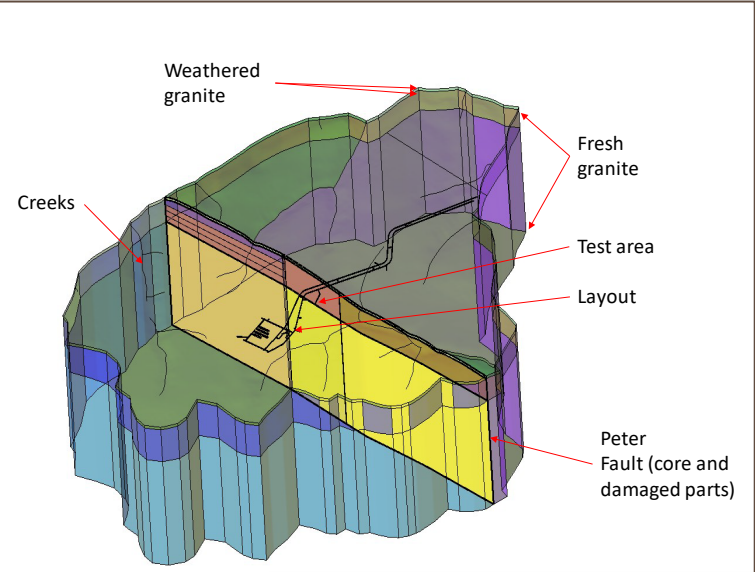 Weathered
granite
Fresh
granite
Creeks
Test area
Layout
Peter
Fault (core and
damaged parts)